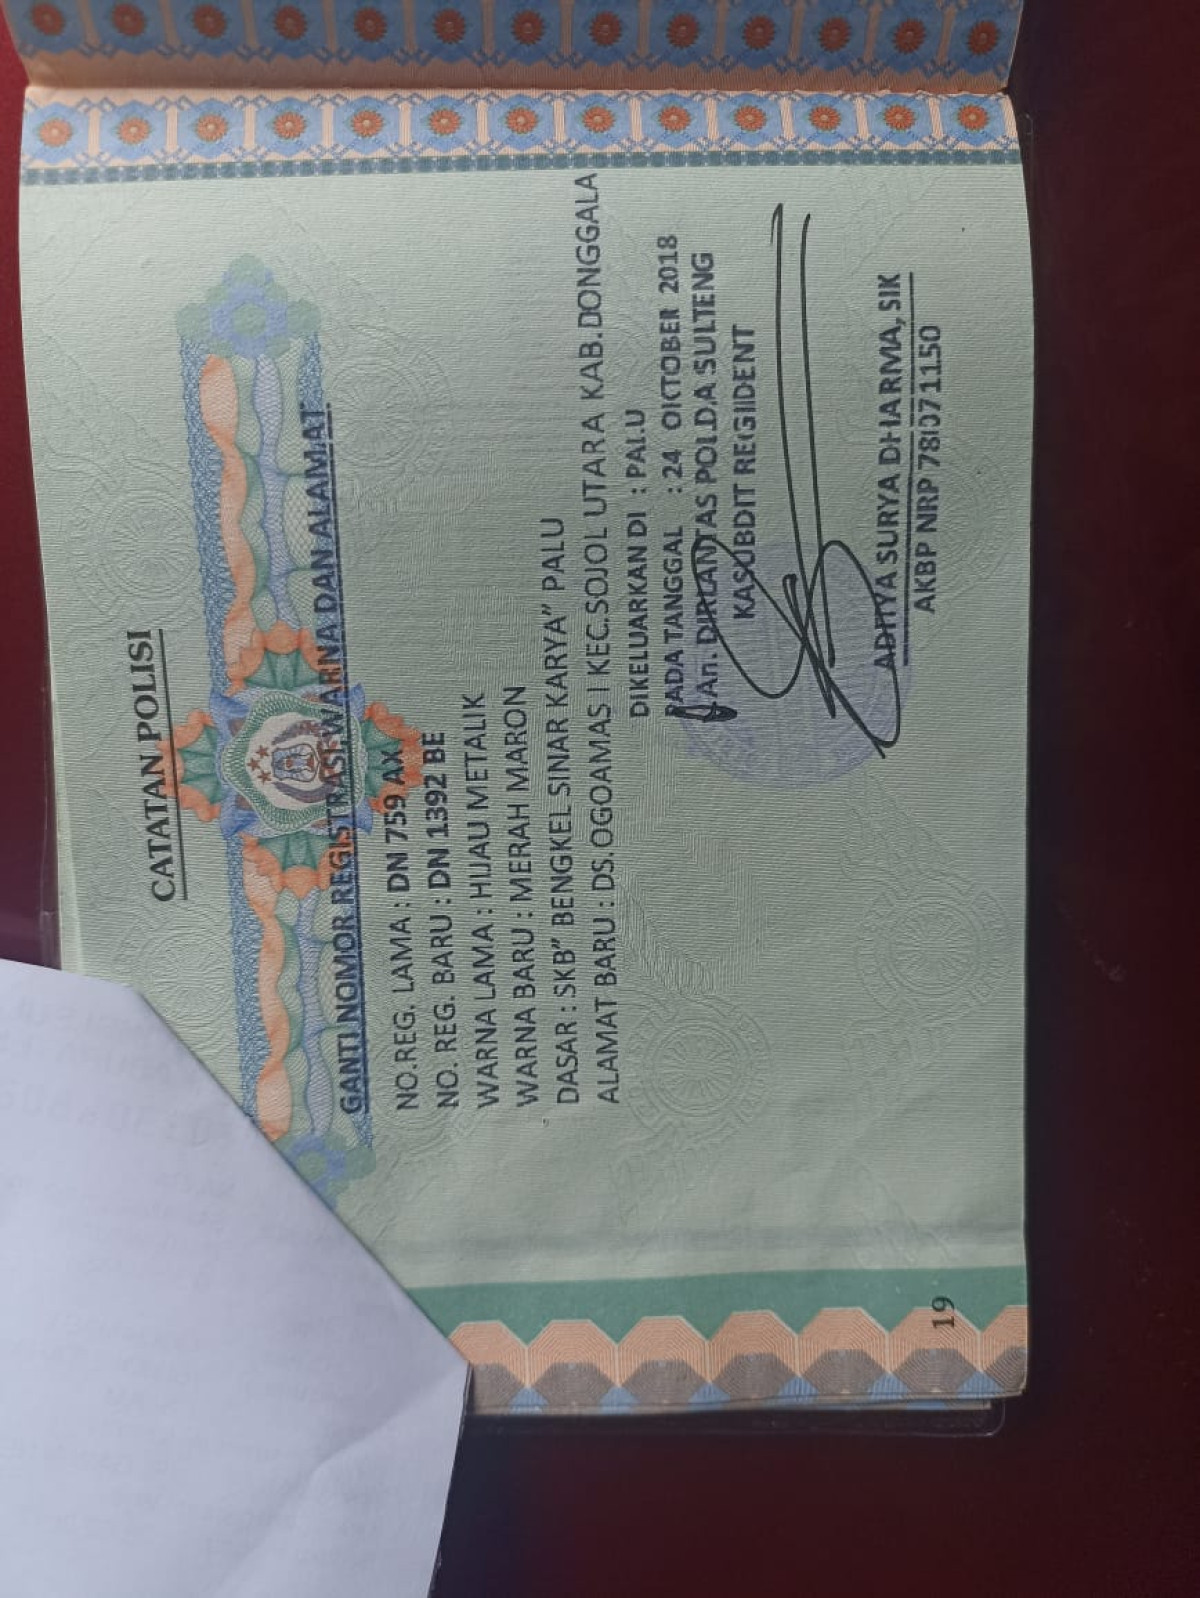 CATATAN POLISI
GANTI NOMOR REGISTRASI, WARNA DAN ALAMAT
NO.REG. LAMA : DN 759 AX
NO. REG. BARU : DN 1392 BE
WARNA LAMA : HIJAU METALIK
WARNA BARU : MERAH MARON
DASAR : SKB" BENGKEL SINAR KARYA" PALU
ALAMAT BARU : DS.OGOAMAS I KEC.SOJOL UTARA KAB.DONGGALA
DIKELUARKAN DI : PALU
PADA TANGGAL : 24 OKTOBER 2018
An. DIRLANTAS POLDA SULTENG
KASUBDIT REGIDENT
ADITYA SURYA DHARMA, SIK
AKBP NRP 78071150
19